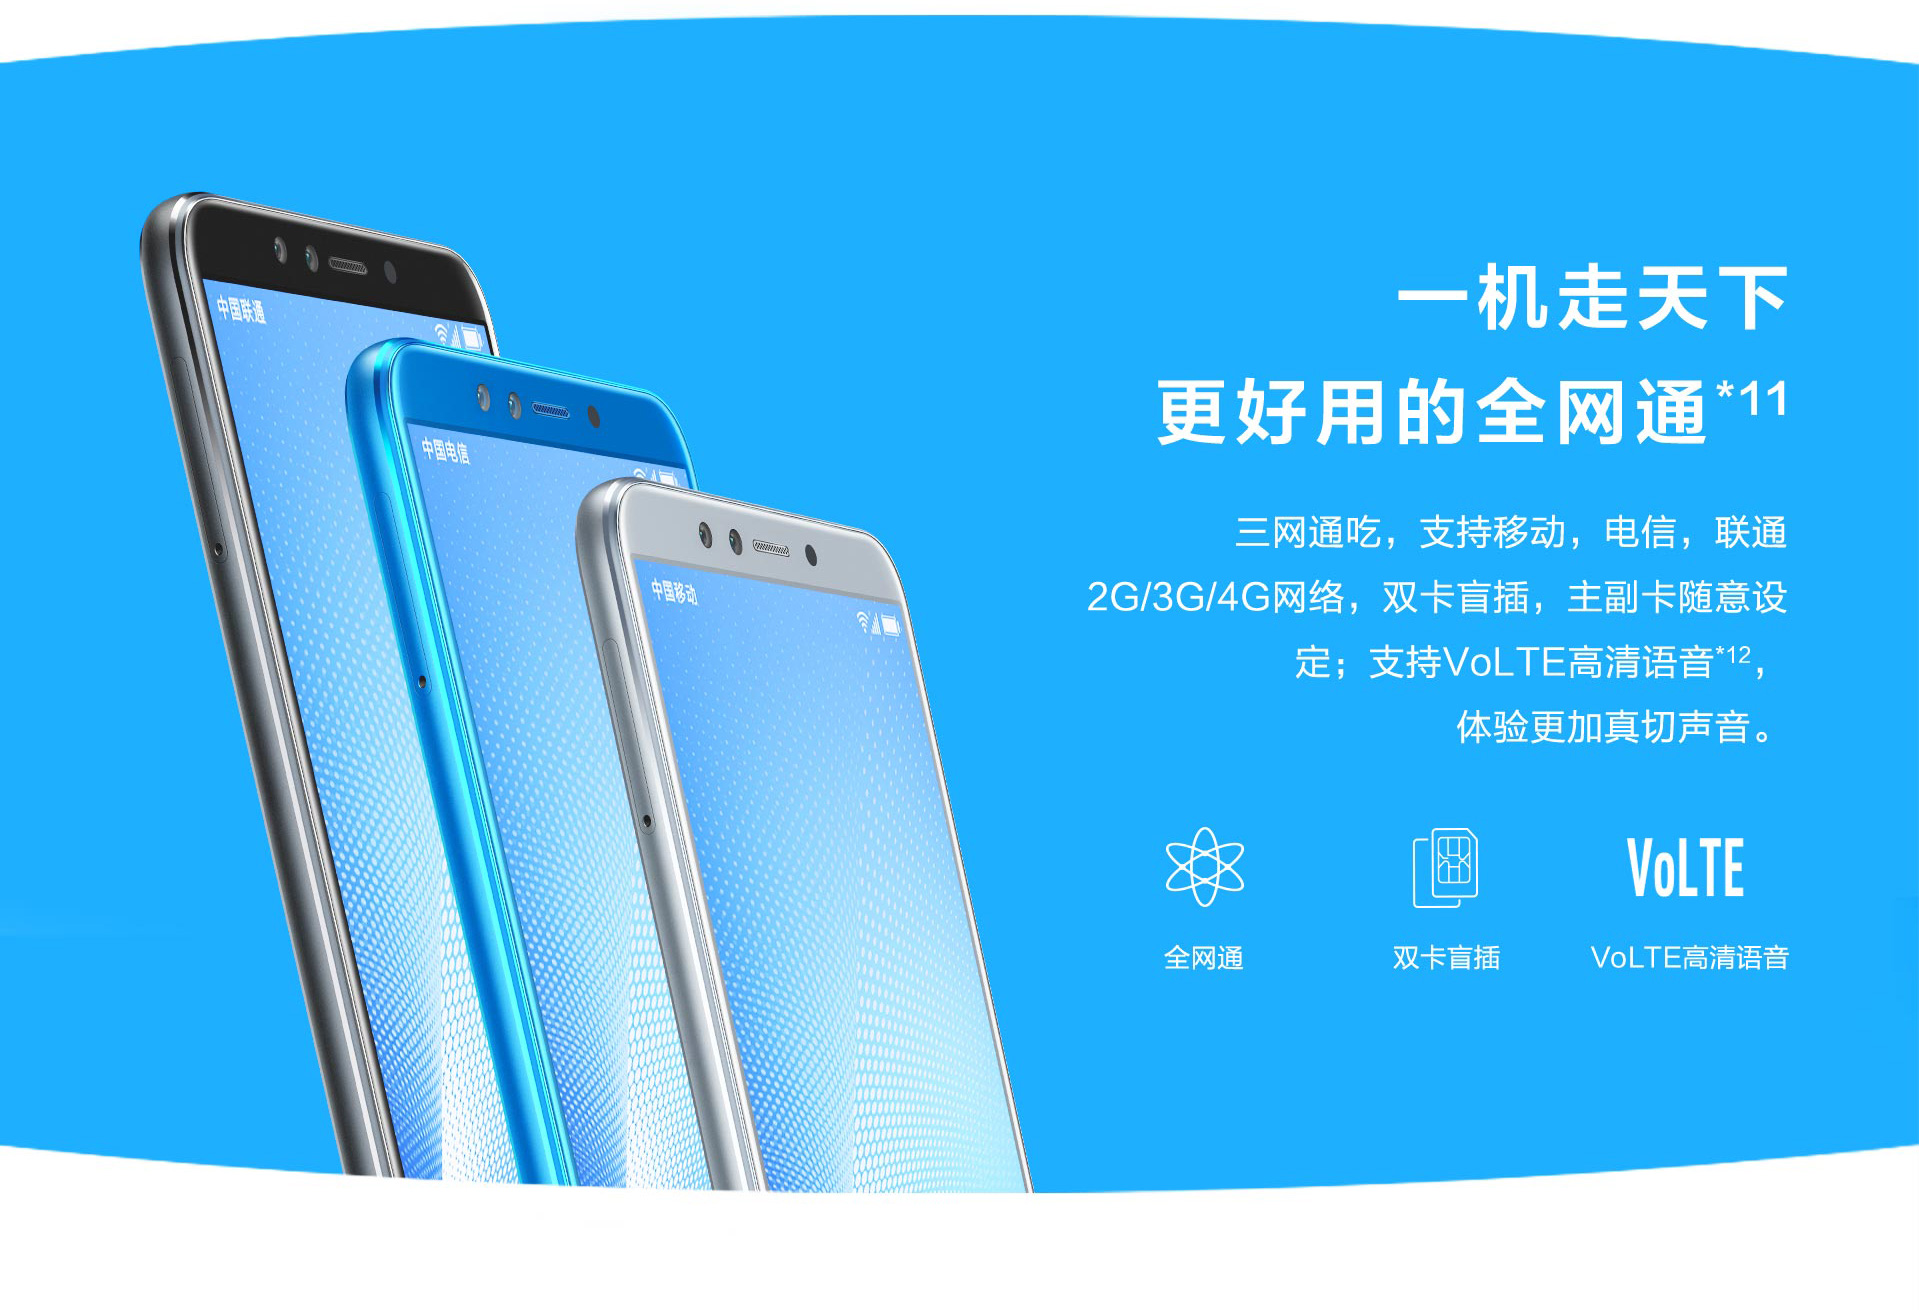 中国联通
中国电信
中国移动
一机走天下
更好用的全网通*11
三网通吃，支持移动，电信，联通
2G/3G/4G网络，双卡盲插，主副卡随意设
定；支持VoLTE高清语音*12，
体验更加真切声音。
VoLTE
全网通
双卡盲插
VoLTE高清语音